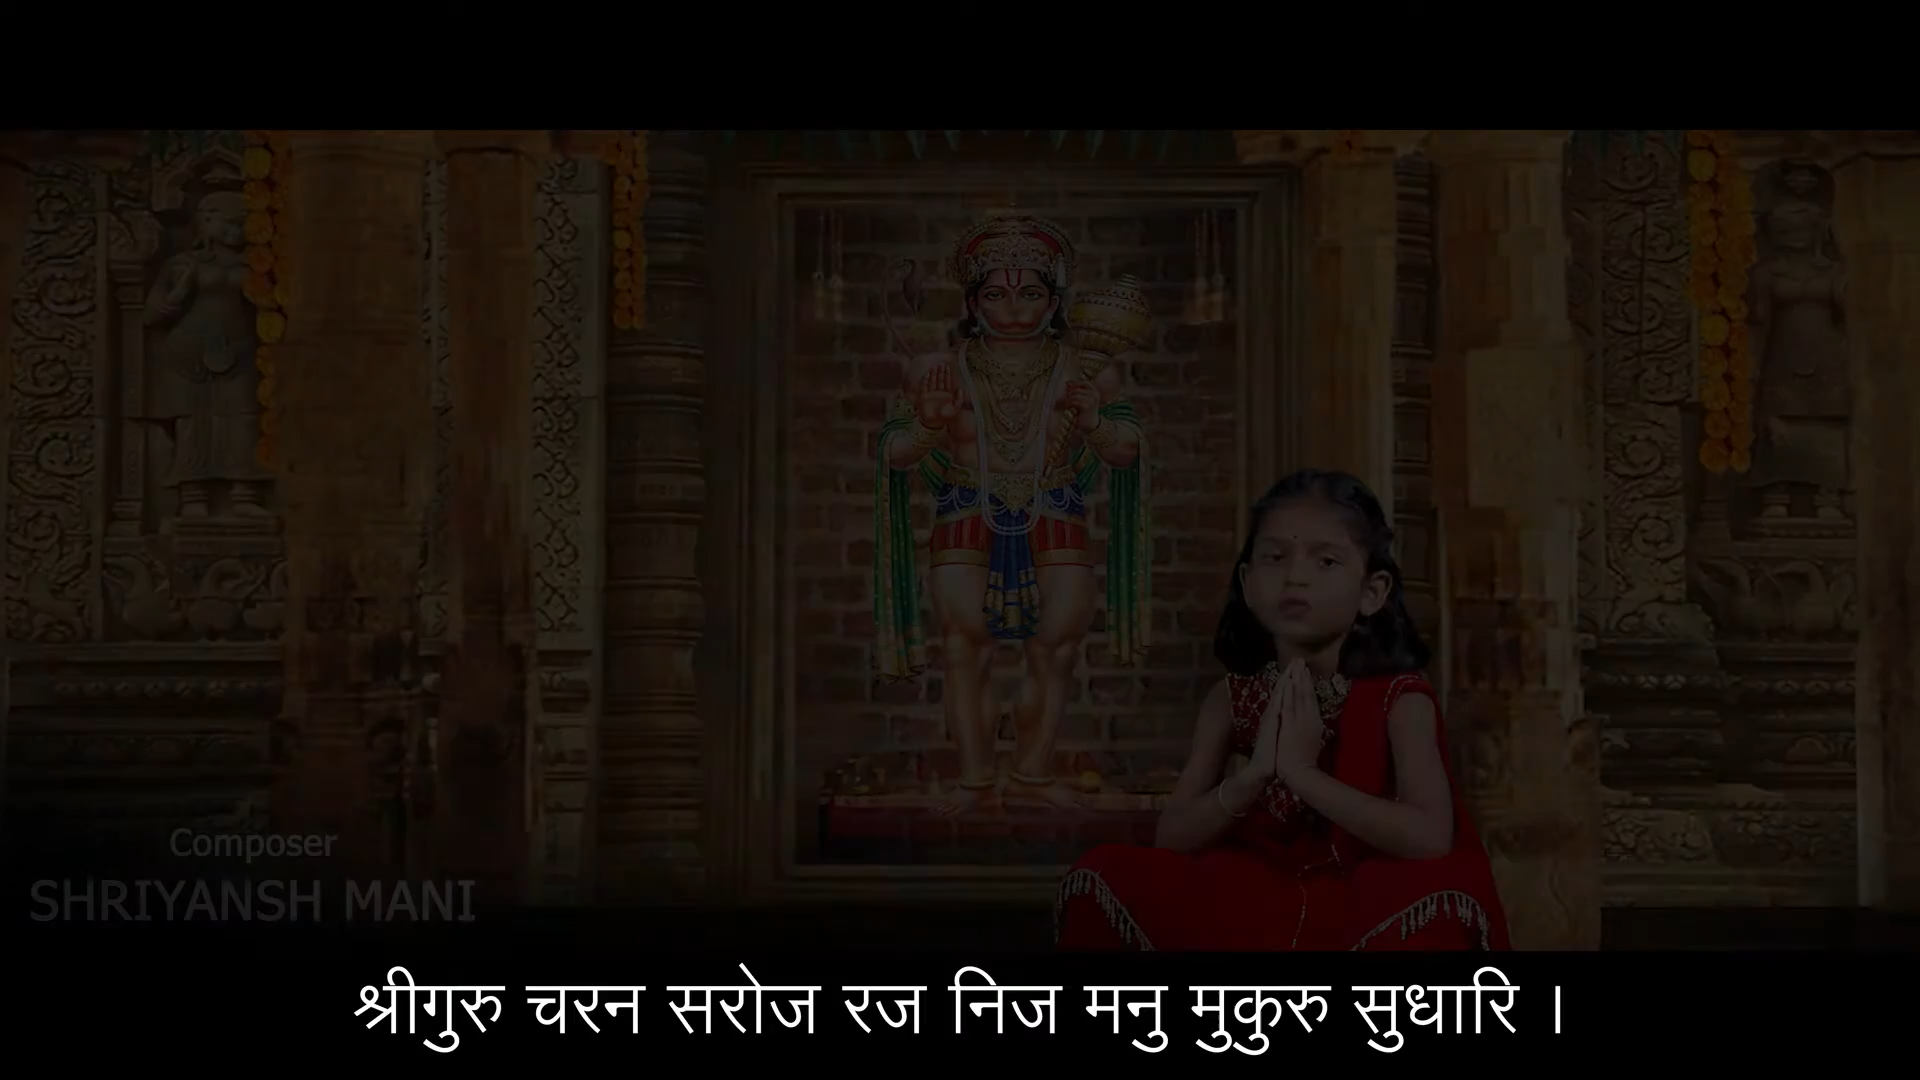 Composer
SHRIYANSH MANI
श्रीगुरु चरन सरोज रज निज मनु मुकुरु सुधारि ।